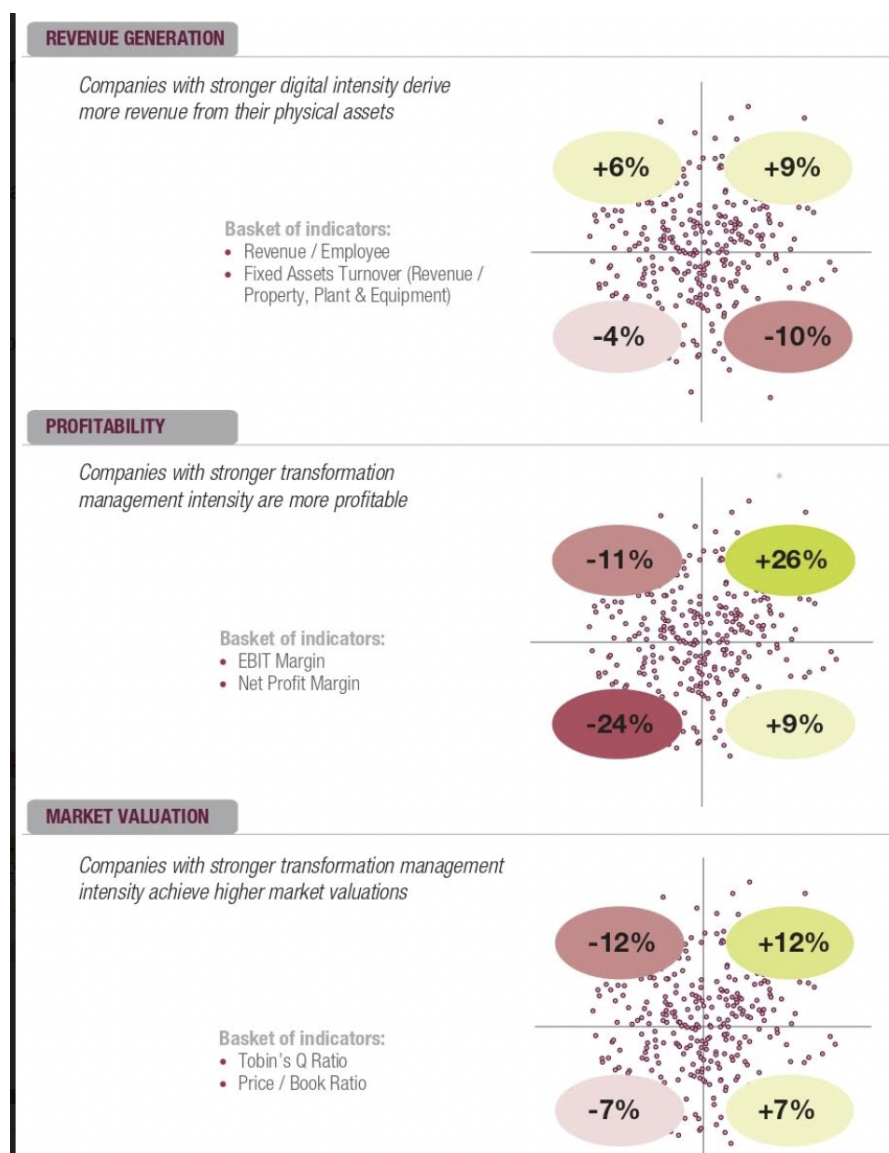 REVENUE GENERATION
Companies with stronger digital intensity derive
more revenue from their physical assets
+6%
+9%
Basket of indicators:
• Revenue / Employee
• Fixed Assets Turnover (Revenue /
Property, Plant & Equipment)
-4%
-10%
PROFITABILITY
Companies with stronger transformation
management intensity are more profitable
-11%
+26%
Basket of indicators:
• EBIT Margin
• Net Profit Margin
-24%
+9%
MARKET VALUATION
Companies with stronger transformation management
intensity achieve higher market valuations
-12%
+12%
Basket of indicators:
• Tobin's Q Ratio
• Price / Book Ratio
-7%
+7%